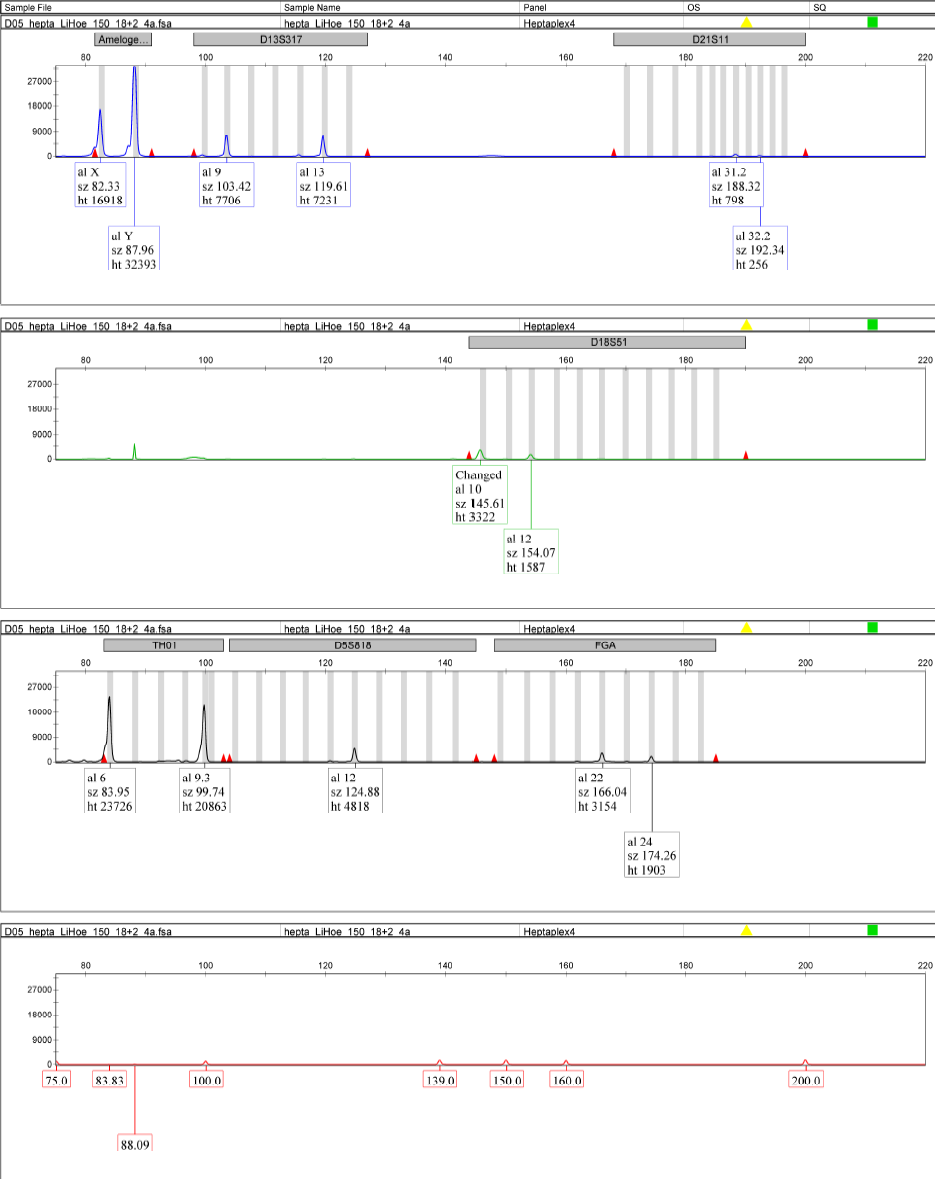 Sample File Sample Name Panel OS SQ
D05_hepta_LiHoe_150_18+2_4a.fsa hepta_LiHoe_150_18+2_4a Heptaplex4
Ameloge... D13S317 D21S11
80 100 120 140 160 180 200 220
27000
18000
9000
0
al X
sz 82.33
ht 16918
al 9
sz 103.42
ht 7706
al 13
sz 119.61
ht 7231
al 31.2
sz 188.32
ht 798
al Y
sz 87.96
ht 32393
al 32.2
sz 192.34
ht 256
D05_hepta_LiHoe_150_18+2_4a.fsa hepta_LiHoe_150_18+2_4a Heptaplex4
D18S51
80 100 120 140 160 180 200 220
27000
18000
9000
0
Changed
al 10
sz 145.61
ht 3322
al 12
sz 154.07
ht 1587
D05_hepta_LiHoe_150_18+2_4a.fsa hepta_LiHoe_150_18+2_4a Heptaplex4
TH01 D5S818 FGA
80 100 120 140 160 180 200 220
27000
18000
9000
0
al 6
sz 83.95
ht 23726
al 9.3
sz 99.74
ht 20863
al 12
sz 124.88
ht 4818
al 22
sz 166.04
ht 3154
al 24
sz 174.26
ht 1903
D05_hepta_LiHoe_150_18+2_4a.fsa hepta_LiHoe_150_18+2_4a Heptaplex4
80 100 120 140 160 180 200 220
27000
18000
9000
0
75.0 83.83 100.0 139.0 150.0 160.0 200.0
88.09